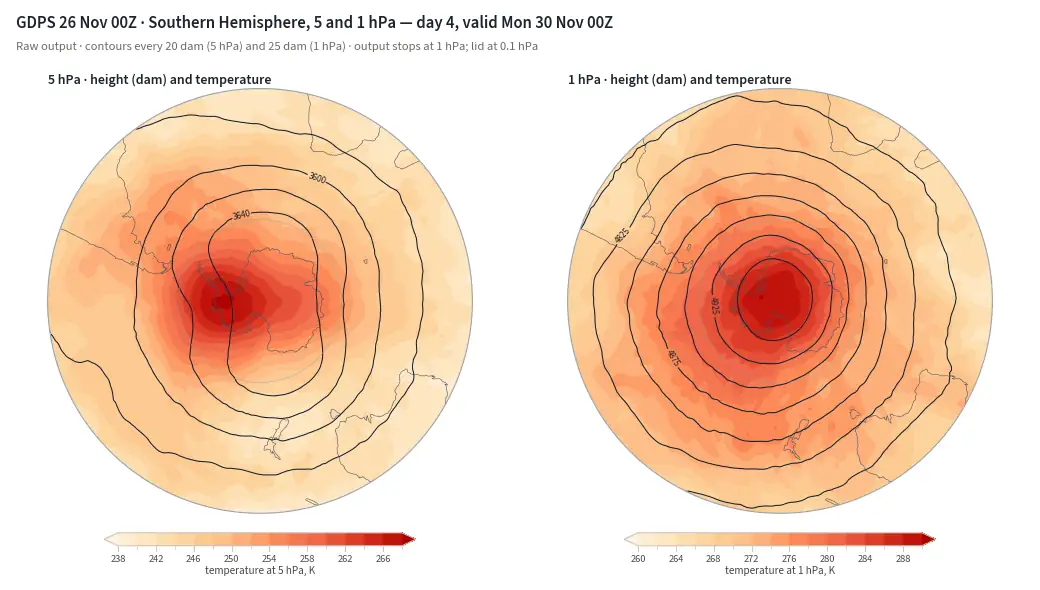 GDPS 26 Nov 00Z · Southern Hemisphere, 5 and 1 hPa — day 4, valid Mon 30 Nov 00Z
Raw output · contours every 20 dam (5 hPa) and 25 dam (1 hPa) · output stops at 1 hPa; lid at 0.1 hPa
5 hPa · height (dam) and temperature
1 hPa · height (dam) and temperature
3600
3640
4825
4925
4875
238 242 246 250 254 258 262 266
temperature at 5 hPa, K
260 264 268 272 276 280 284 288
temperature at 1 hPa, K